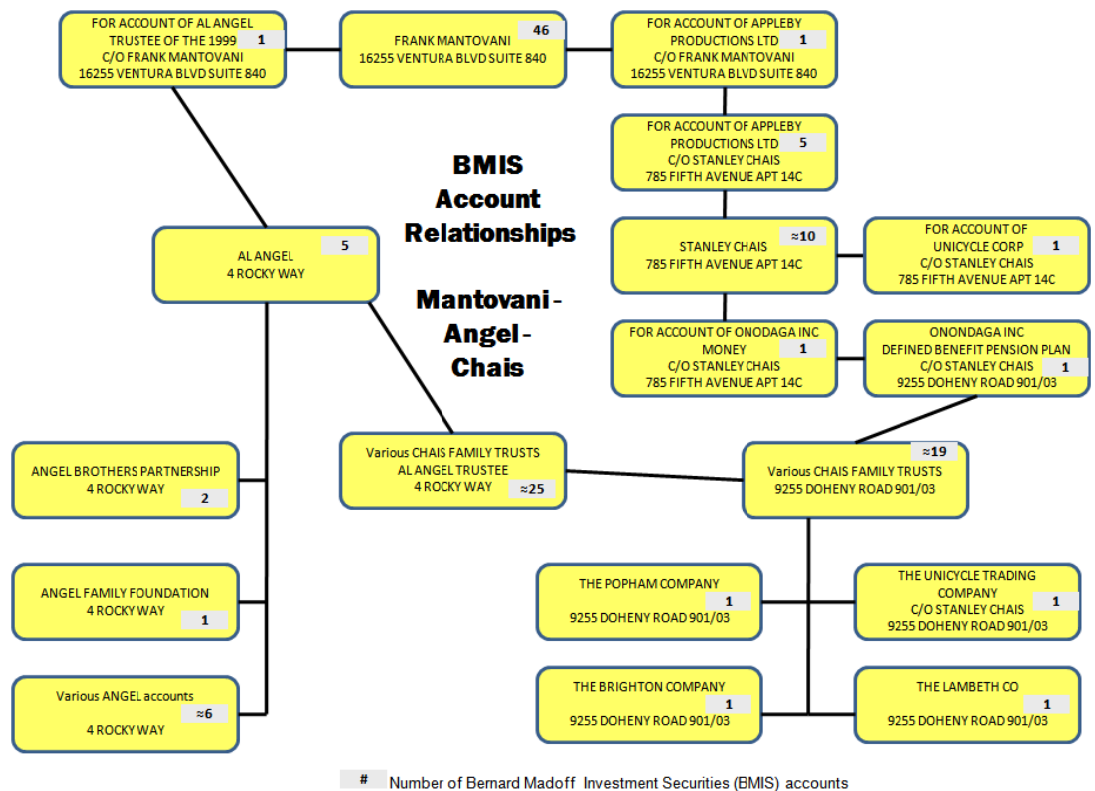 FOR ACCOUNT OF AL ANGEL
TRUSTEE OF THE 1999
1
C/O FRANK MANTOVANI
16255 VENTURA BLVD SUITE 840
FRANK MANTOVANI
46
16255 VENTURA BLVD SUITE 840
FOR ACCOUNT OF APPLEBY
PRODUCTIONS LTD
1
C/O FRANK MANTOVANI
16255 VENTURA BLVD SUITE 840
FOR ACCOUNT OF APPLEBY
PRODUCTIONS LTD
5
C/O STANLEY CHAIS
785 FIFTH AVENUE APT 14C
BMIS
Account
Relationships
Mantovani -
Angel -
Chais
AL ANGEL
5
4 ROCKY WAY
STANLEY CHAIS
≈10
785 FIFTH AVENUE APT 14C
FOR ACCOUNT OF
UNICYCLE CORP
1
C/O STANLEY CHAIS
785 FIFTH AVENUE APT 14C
FOR ACCOUNT OF ONODAGA INC
MONEY
1
C/O STANLEY CHAIS
785 FIFTH AVENUE APT 14C
ONONDAGA INC
DEFINED BENEFIT PENSION PLAN
C/O STANLEY CHAIS
1
9255 DOHENY ROAD 901/03
ANGEL BROTHERS PARTNERSHIP
4 ROCKY WAY
2
Various CHAIS FAMILY TRUSTS
AL ANGEL TRUSTEE
4 ROCKY WAY
≈25
≈19
Various CHAIS FAMILY TRUSTS
9255 DOHENY ROAD 901/03
ANGEL FAMILY FOUNDATION
4 ROCKY WAY
1
THE POPHAM COMPANY
1
9255 DOHENY ROAD 901/03
THE UNICYCLE TRADING
COMPANY
1
C/O STANLEY CHAIS
9255 DOHENY ROAD 901/03
Various ANGEL accounts
≈6
4 ROCKY WAY
THE BRIGHTON COMPANY
1
9255 DOHENY ROAD 901/03
THE LAMBETH CO
1
9255 DOHENY ROAD 901/03
# Number of Bernard Madoff Investment Securities (BMIS) accounts